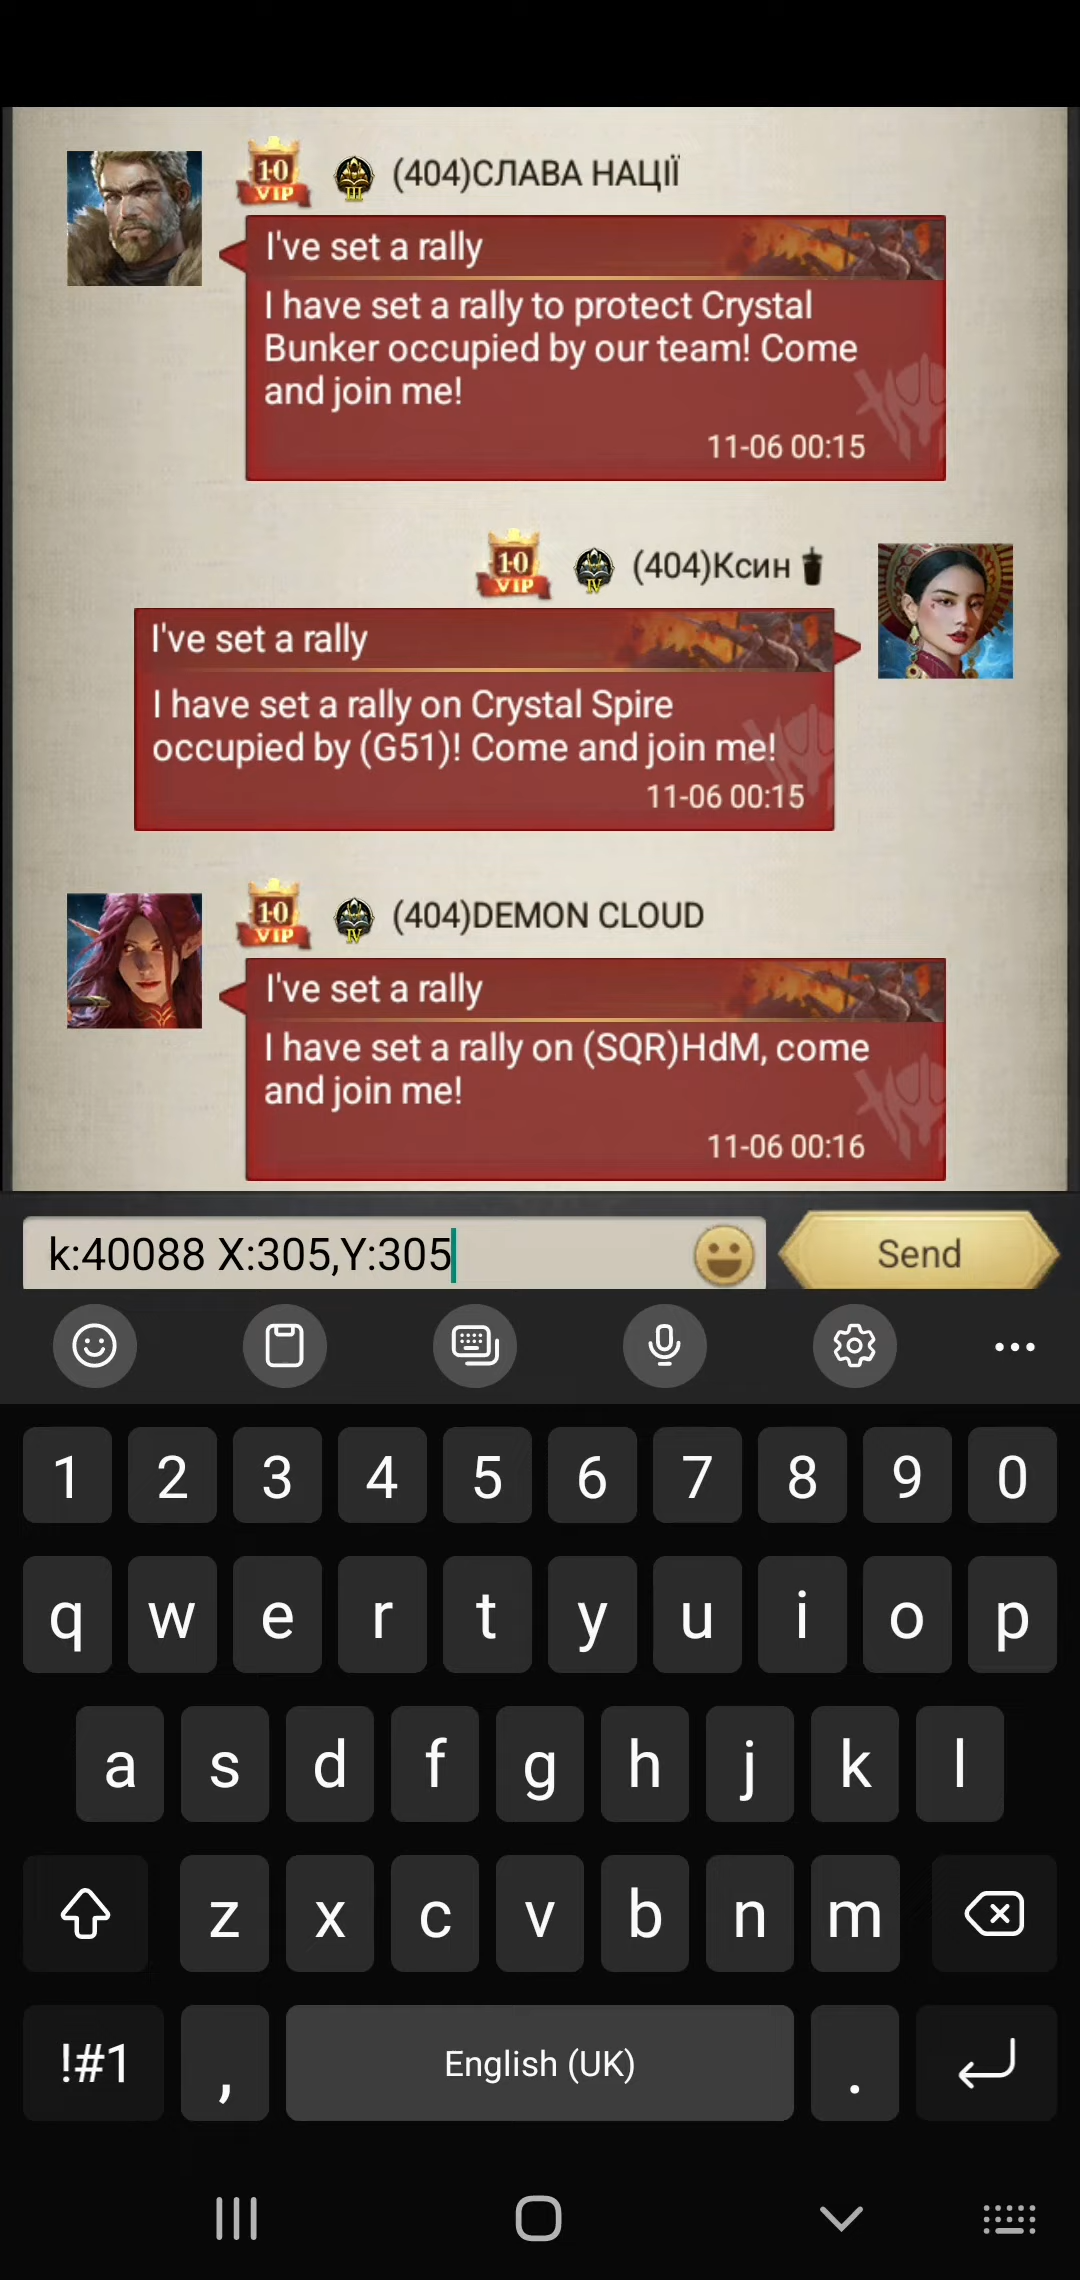 10
VIP
III
(404)СЛАВА НАЦІЇ
I've set a rally
I have set a rally to protect Crystal
Bunker occupied by our team! Come
and join me!
11-06 00:15
10
VIP
IV
(404)Ксин
I've set a rally
I have set a rally on Crystal Spire
occupied by (G51)! Come and join me!
11-06 00:15
10
VIP
IV
(404)DEMON CLOUD
I've set a rally
I have set a rally on (SQR)HdM, come
and join me!
11-06 00:16
k:40088 X:305,Y:305
Send
1 2 3 4 5 6 7 8 9 0
q w e r t y u i o p
a s d f g h j k l
z x c v b n m
!#1 , English (UK) .